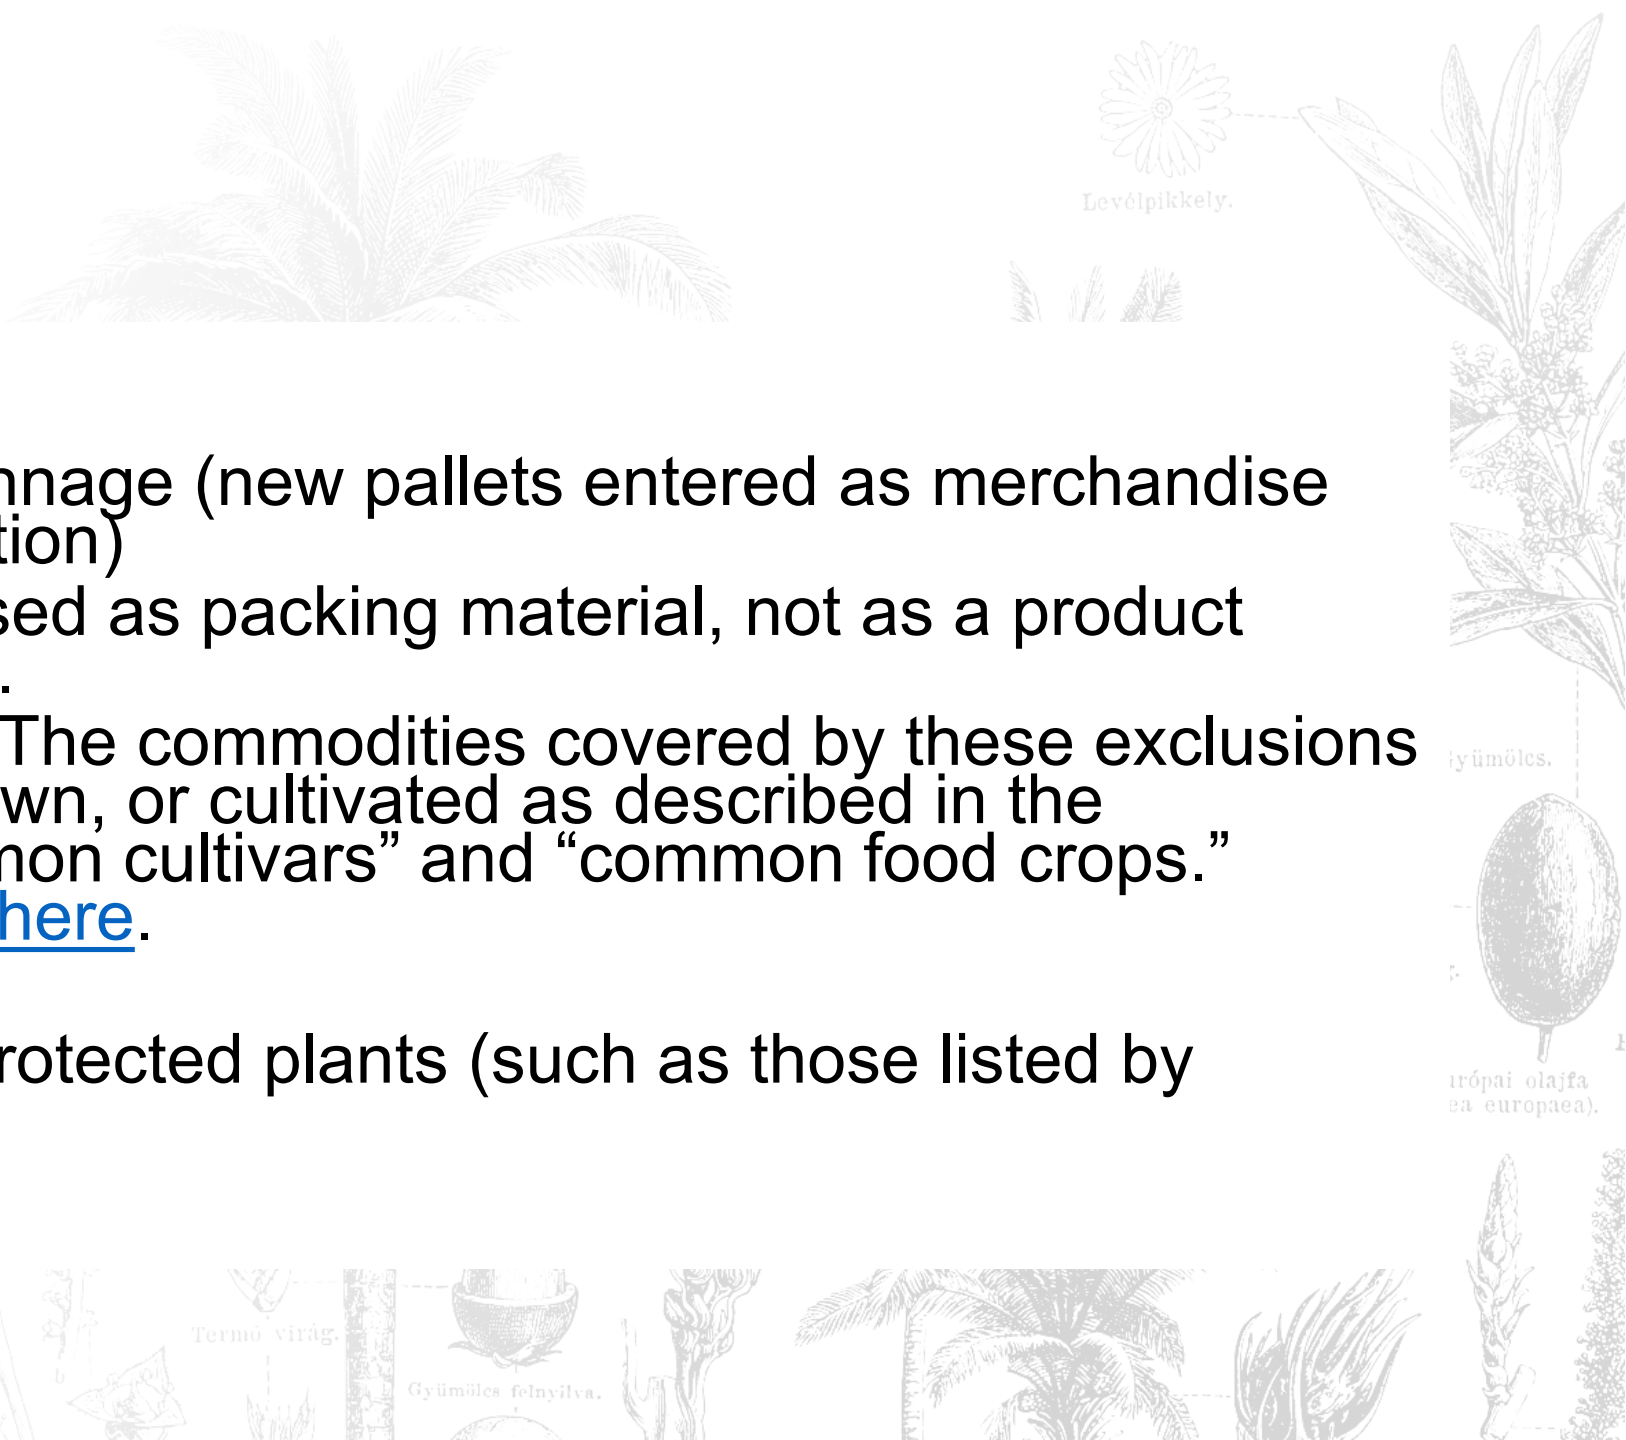 Levélpikkely.
nnage (new pallets entered as merchandise
tion)
sed as packing material, not as a product
.
The commodities covered by these exclusions
wn, or cultivated as described in the
mon cultivars” and “common food crops.”
here.
rotected plants (such as those listed by
yümölcs.
urópai olajfa
ea europaea).
Termő virág.
Gyümölcs felnyilva.
b